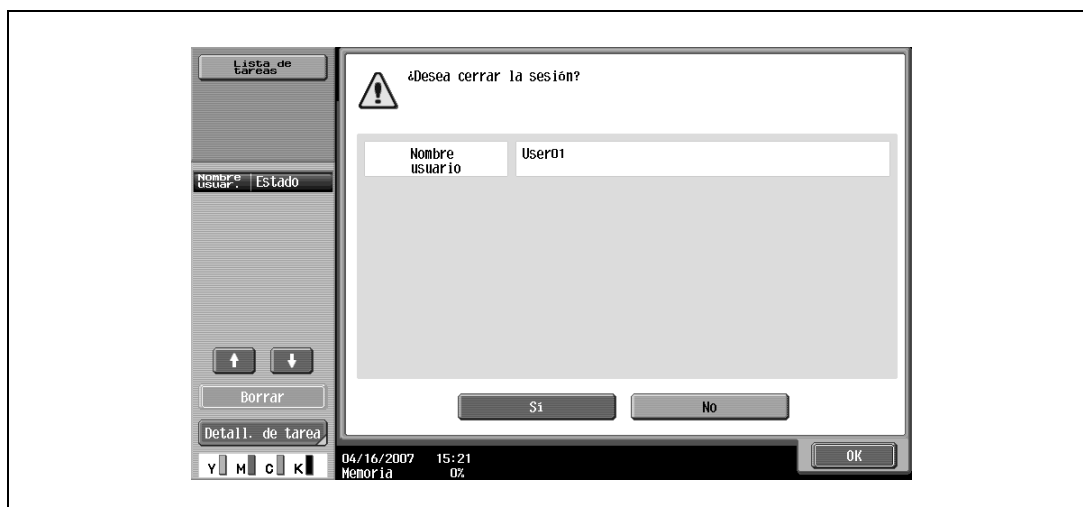 Lista de
tareas
¿Desea cerrar la sesión?
Nombre
usuario
User01
Nombre
usuar.
Estado
Borrar
Sí
No
Detall. de tarea
OK
Y M C K
04/16/2007 15:21
Memoria 0%